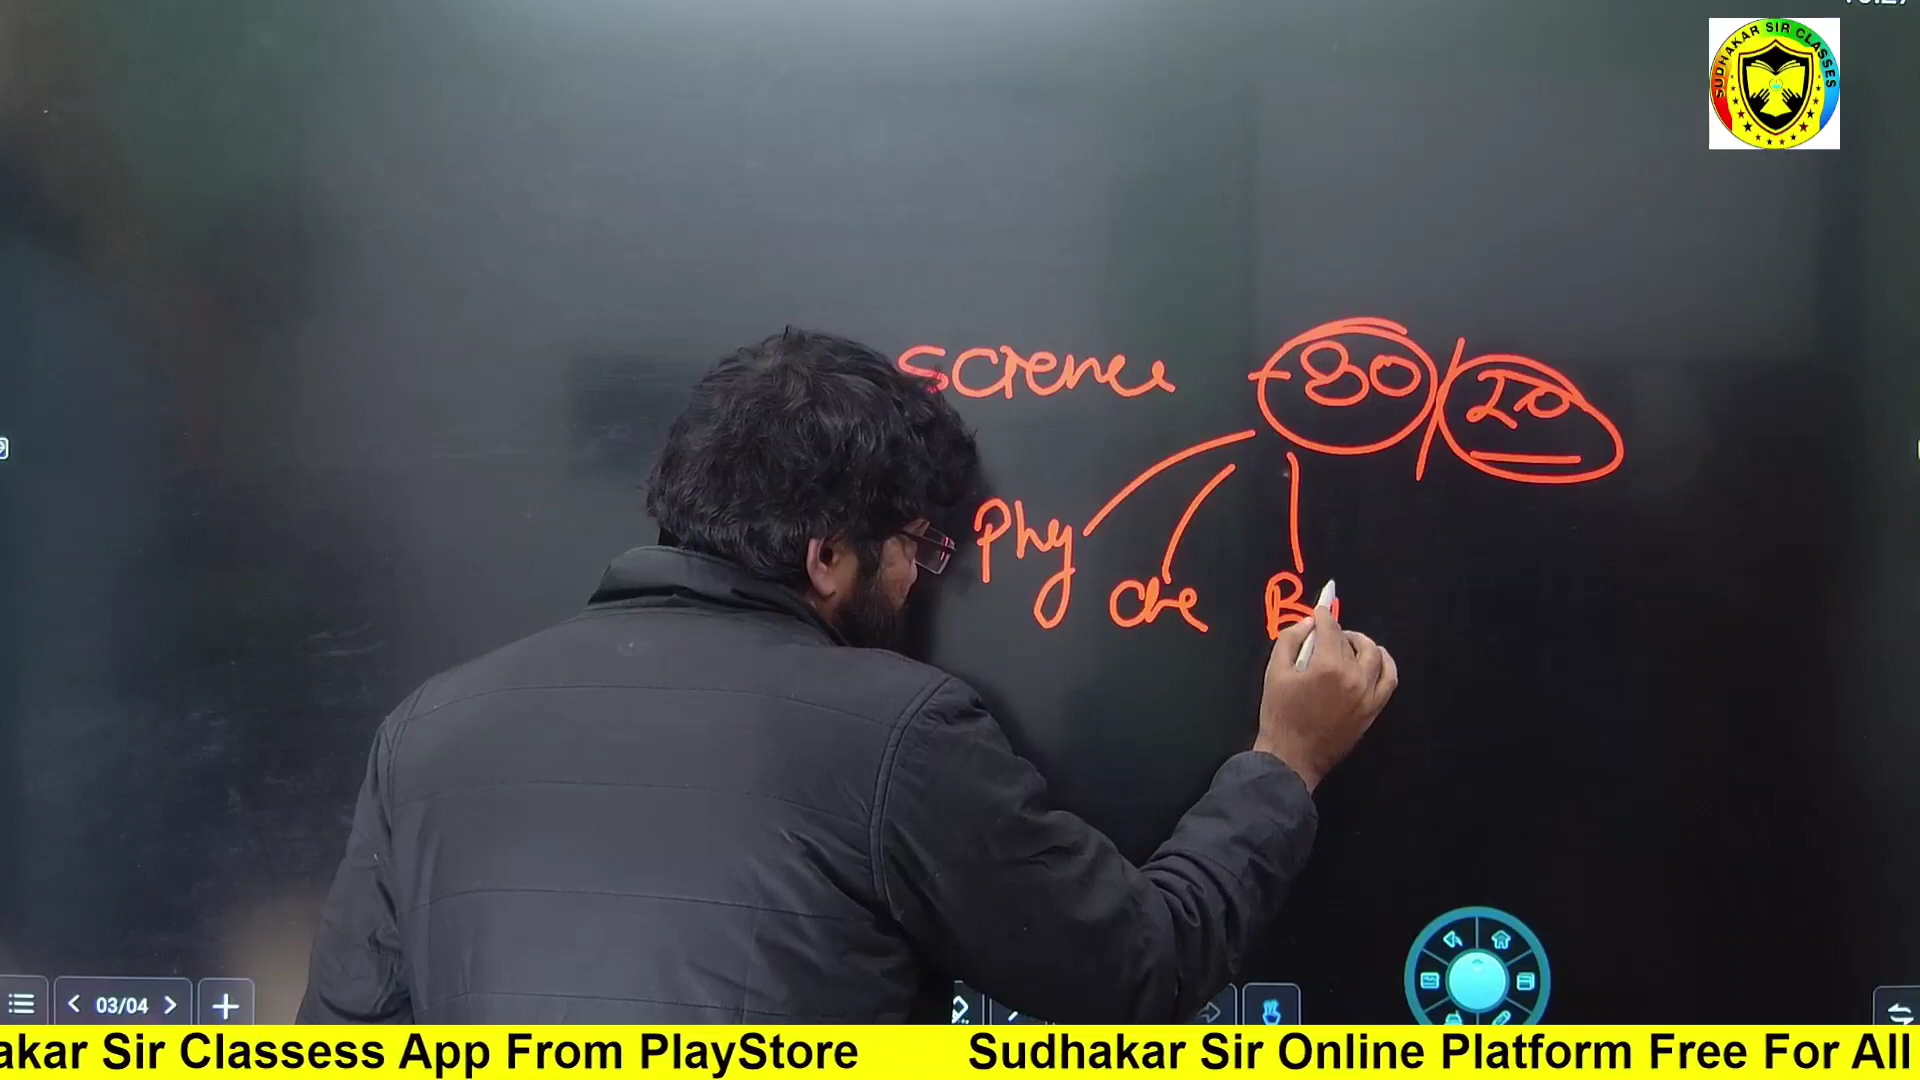 SUDHAKAR SIR CLASSES
Science - 80 / 20
Phy
Che
B
03/04
akar Sir Classess App From PlayStore Sudhakar Sir Online Platform Free For All